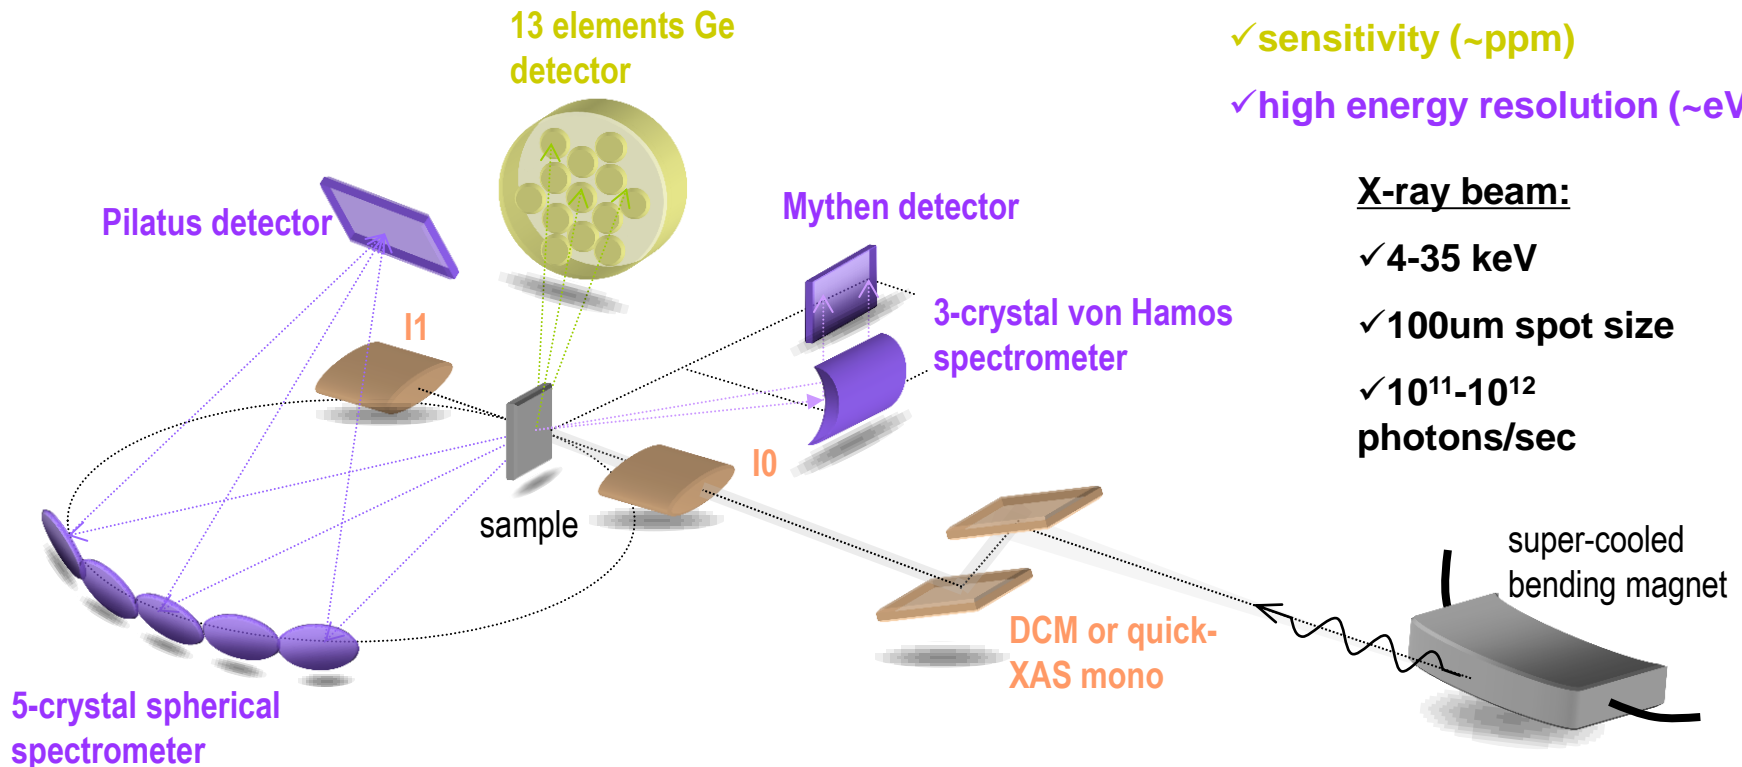 13 elements Ge
detector
✓sensitivity (~ppm)
✓high energy resolution (~eV
Pilatus detector
Mythen detector
X-ray beam:
✓4-35 keV
✓100um spot size
✓10¹¹-10¹²
photons/sec
I1
3-crystal von Hamos
spectrometer
I0
sample
super-cooled
bending magnet
DCM or quick-
XAS mono
5-crystal spherical
spectrometer